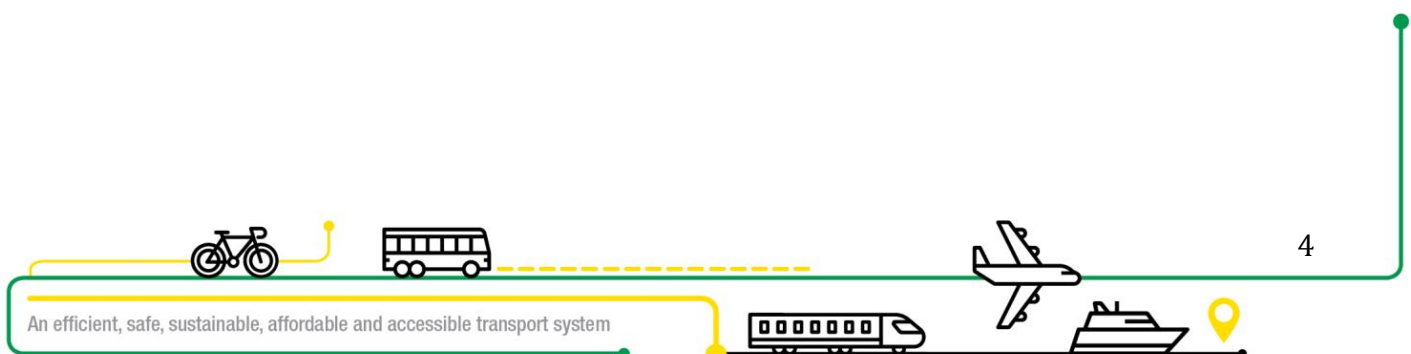 4
An efficient, safe, sustainable, affordable and accessible transport system